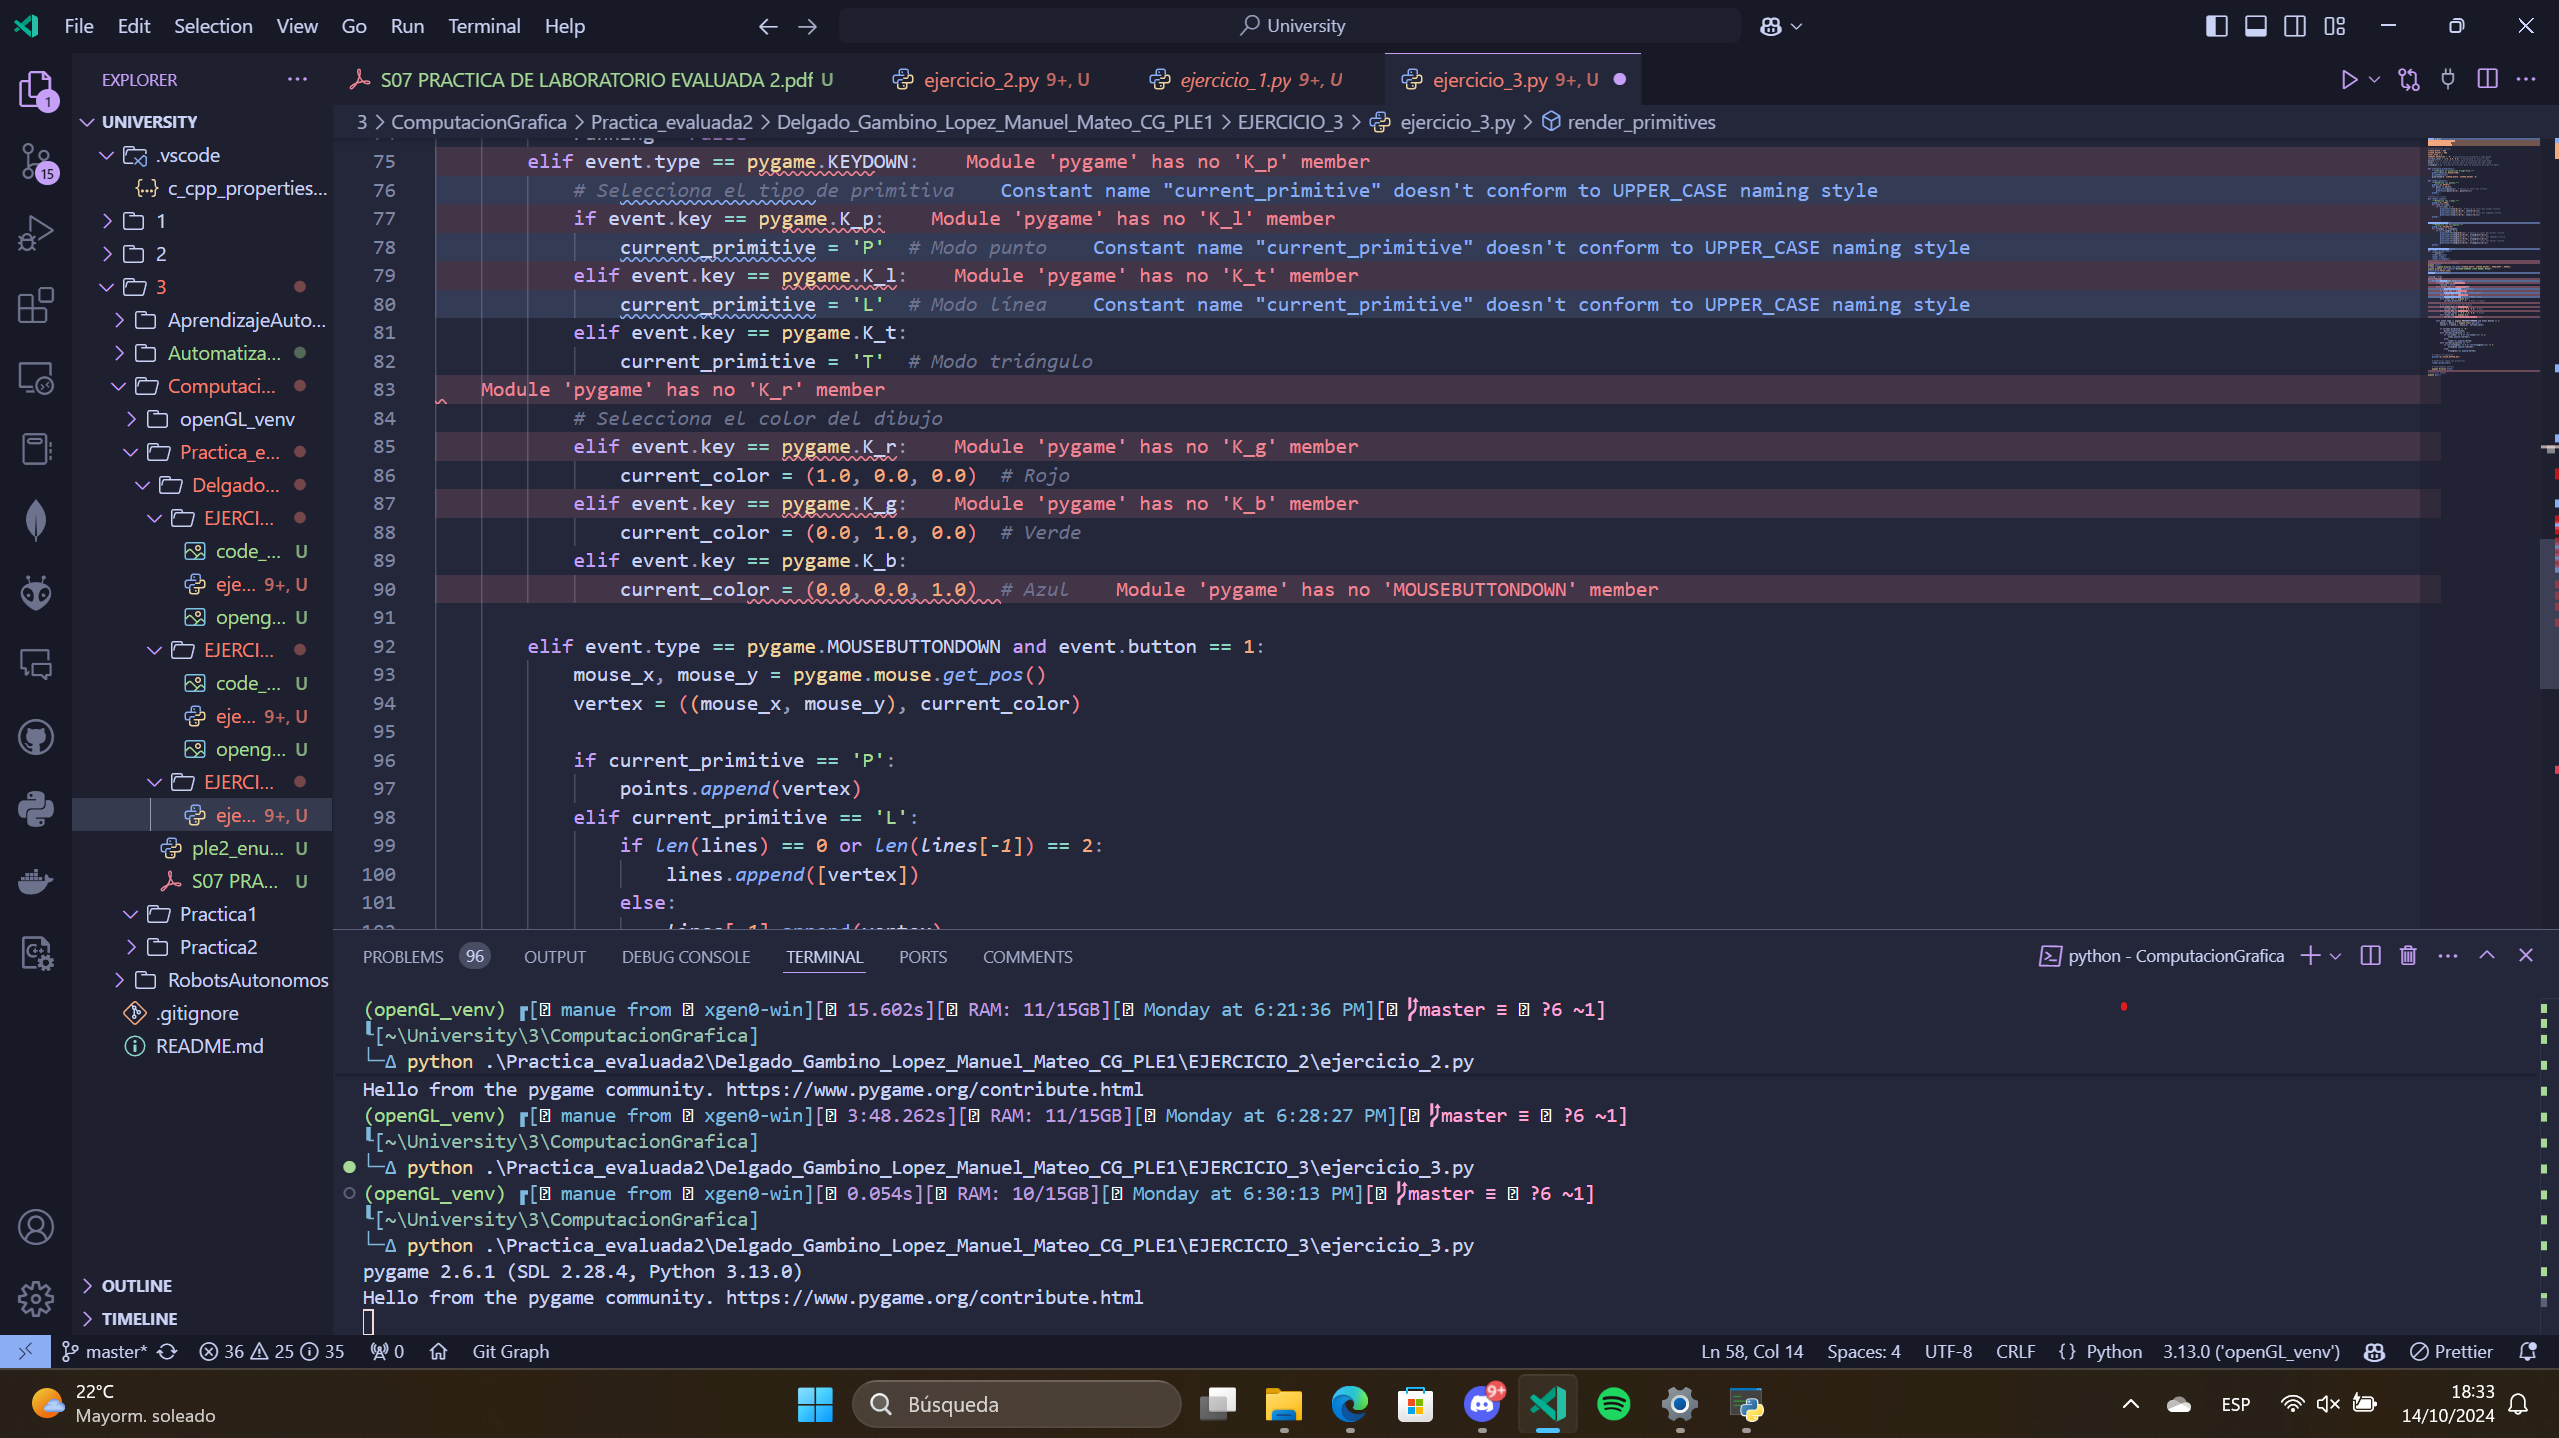 File Edit Selection View Go Run Terminal Help
University
EXPLORER
S07 PRACTICA DE LABORATORIO EVALUADA 2.pdf U
ejercicio_2.py 9+, U
ejercicio_1.py 9+, U
ejercicio_3.py 9+, U
3 > ComputacionGrafica > Practica_evaluada2 > Delgado_Gambino_Lopez_Manuel_Mateo_CG_PLE1 > EJERCICIO_3 > ejercicio_3.py > render_primitives
1
15
UNIVERSITY
.vscode
c_cpp_properties...
1
2
3
AprendizajeAuto...
Automatiza...
Computaci...
openGL_venv
Practica_e...
Delgado...
EJERCI...
code_... U
eje... 9+, U
openg... U
EJERCI...
code_... U
eje... 9+, U
openg... U
EJERCI...
eje... 9+, U
ple2_enu... U
S07 PRA... U
Practica1
Practica2
RobotsAutonomos
.gitignore
README.md
OUTLINE
TIMELINE
75 elif event.type == pygame.KEYDOWN: Module 'pygame' has no 'K_p' member
76 # Selecciona el tipo de primitiva Constant name "current_primitive" doesn't conform to UPPER_CASE naming style
77 if event.key == pygame.K_p: Module 'pygame' has no 'K_l' member
78 current_primitive = 'P' # Modo punto Constant name "current_primitive" doesn't conform to UPPER_CASE naming style
79 elif event.key == pygame.K_l: Module 'pygame' has no 'K_t' member
80 current_primitive = 'L' # Modo línea Constant name "current_primitive" doesn't conform to UPPER_CASE naming style
81 elif event.key == pygame.K_t:
82 current_primitive = 'T' # Modo triángulo
83 Module 'pygame' has no 'K_r' member
84 # Selecciona el color del dibujo
85 elif event.key == pygame.K_r: Module 'pygame' has no 'K_g' member
86 current_color = (1.0, 0.0, 0.0) # Rojo
87 elif event.key == pygame.K_g: Module 'pygame' has no 'K_b' member
88 current_color = (0.0, 1.0, 0.0) # Verde
89 elif event.key == pygame.K_b:
90 current_color = (0.0, 0.0, 1.0) # Azul Module 'pygame' has no 'MOUSEBUTTONDOWN' member
91
92 elif event.type == pygame.MOUSEBUTTONDOWN and event.button == 1:
93 mouse_x, mouse_y = pygame.mouse.get_pos()
94 vertex = ((mouse_x, mouse_y), current_color)
95
96 if current_primitive == 'P':
97 points.append(vertex)
98 elif current_primitive == 'L':
99 if len(lines) == 0 or len(lines[-1]) == 2:
100 lines.append([vertex])
101 else:
PROBLEMS 96 OUTPUT DEBUG CONSOLE TERMINAL PORTS COMMENTS
python - ComputacionGrafica
(openGL_venv) [ manue from xgen0-win][ 15.602s][ RAM: 11/15GB][ Monday at 6:21:36 PM][ master ≡ ?6 ~1]
[~\University\3\ComputacionGrafica]
Δ python .\Practica_evaluada2\Delgado_Gambino_Lopez_Manuel_Mateo_CG_PLE1\EJERCICIO_2\ejercicio_2.py
Hello from the pygame community. https://www.pygame.org/contribute.html
(openGL_venv) [ manue from xgen0-win][ 3:48.262s][ RAM: 11/15GB][ Monday at 6:28:27 PM][ master ≡ ?6 ~1]
[~\University\3\ComputacionGrafica]
Δ python .\Practica_evaluada2\Delgado_Gambino_Lopez_Manuel_Mateo_CG_PLE1\EJERCICIO_3\ejercicio_3.py
(openGL_venv) [ manue from xgen0-win][ 0.054s][ RAM: 10/15GB][ Monday at 6:30:13 PM][ master ≡ ?6 ~1]
[~\University\3\ComputacionGrafica]
Δ python .\Practica_evaluada2\Delgado_Gambino_Lopez_Manuel_Mateo_CG_PLE1\EJERCICIO_3\ejercicio_3.py
pygame 2.6.1 (SDL 2.28.4, Python 3.13.0)
Hello from the pygame community. https://www.pygame.org/contribute.html
master* 36 25 35 0 Git Graph
Ln 58, Col 14 Spaces: 4 UTF-8 CRLF {} Python 3.13.0 ('openGL_venv') Prettier
22°C
Mayorm. soleado
Búsqueda
9+
ESP
18:33
14/10/2024